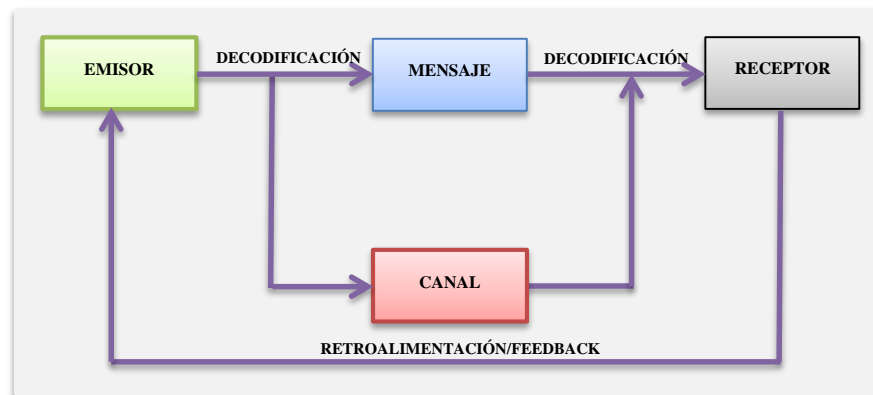 EMISOR
DECODIFICACIÓN
MENSAJE
DECODIFICACIÓN
RECEPTOR
CANAL
RETROALIMENTACIÓN/FEEDBACK